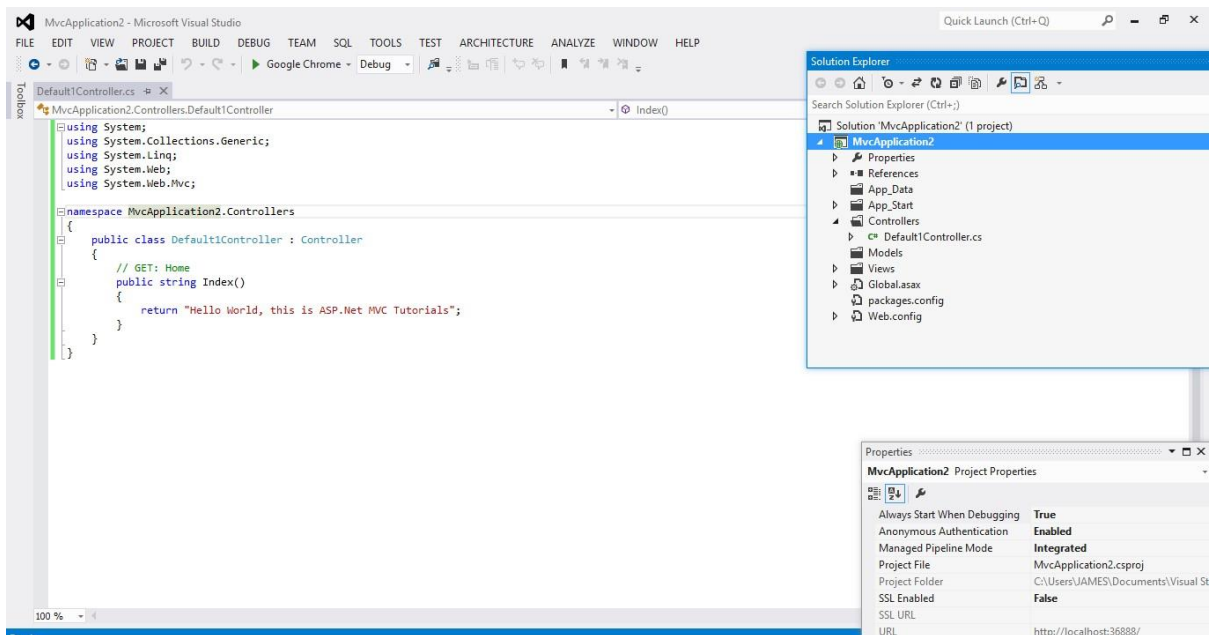 MvcApplication2 - Microsoft Visual Studio
Quick Launch (Ctrl+Q)
FILE EDIT VIEW PROJECT BUILD DEBUG TEAM SQL TOOLS TEST ARCHITECTURE ANALYZE WINDOW HELP
Google Chrome Debug
Toolbox
Default1Controller.cs
MvcApplication2.Controllers.Default1Controller
Index()
using System;
using System.Collections.Generic;
using System.Linq;
using System.Web;
using System.Web.Mvc;
namespace MvcApplication2.Controllers
{
public class Default1Controller : Controller
{
// GET: Home
public string Index()
{
return "Hello World, this is ASP.Net MVC Tutorials";
}
}
}
100 %
Solution Explorer
Search Solution Explorer (Ctrl+;)
Solution 'MvcApplication2' (1 project)
MvcApplication2
Properties
References
App_Data
App_Start
Controllers
C# Default1Controller.cs
Models
Views
Global.asax
packages.config
Web.config
Properties
MvcApplication2 Project Properties
Always Start When Debugging True
Anonymous Authentication Enabled
Managed Pipeline Mode Integrated
Project File MvcApplication2.csproj
Project Folder C:\Users\JAMES\Documents\Visual St
SSL Enabled False
SSL URL
URL http://localhost:36888/